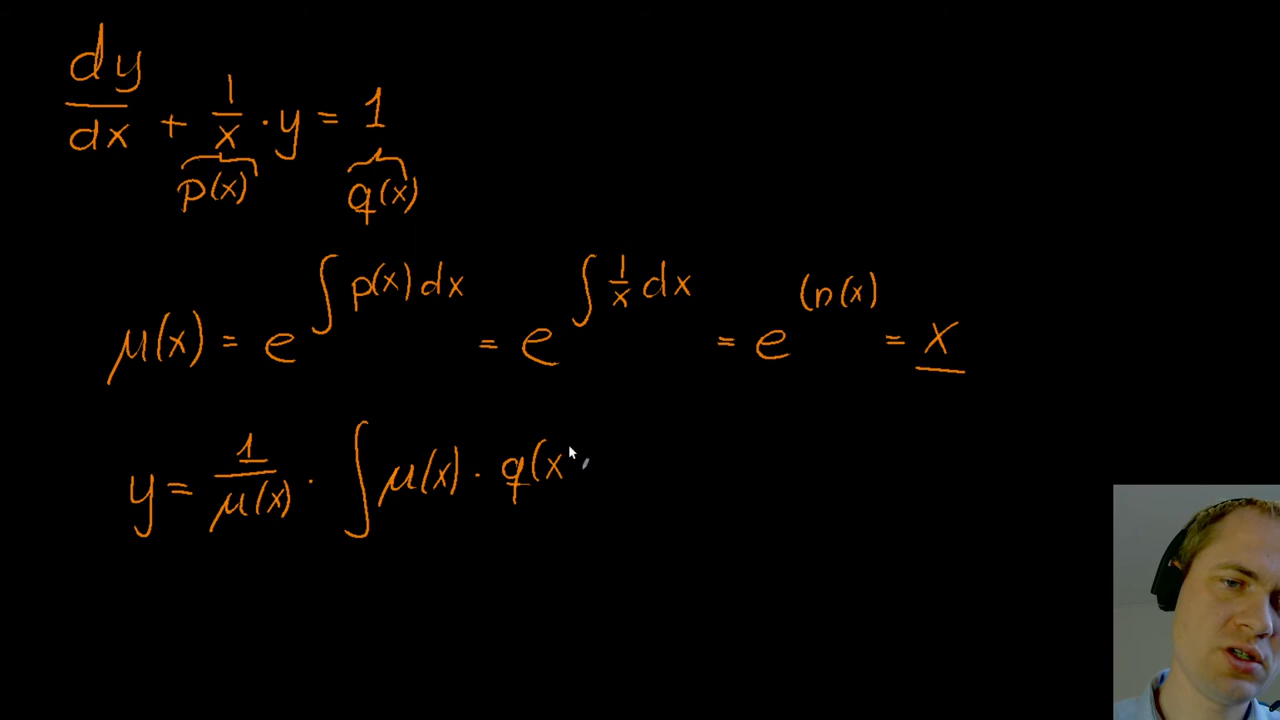 dy/dx + 1/x · y = 1
p(x) q(x)
μ(x) = e^∫p(x)dx = e^∫1/x dx = e^ln(x) = x
y = 1/μ(x) · ∫μ(x) · q(x